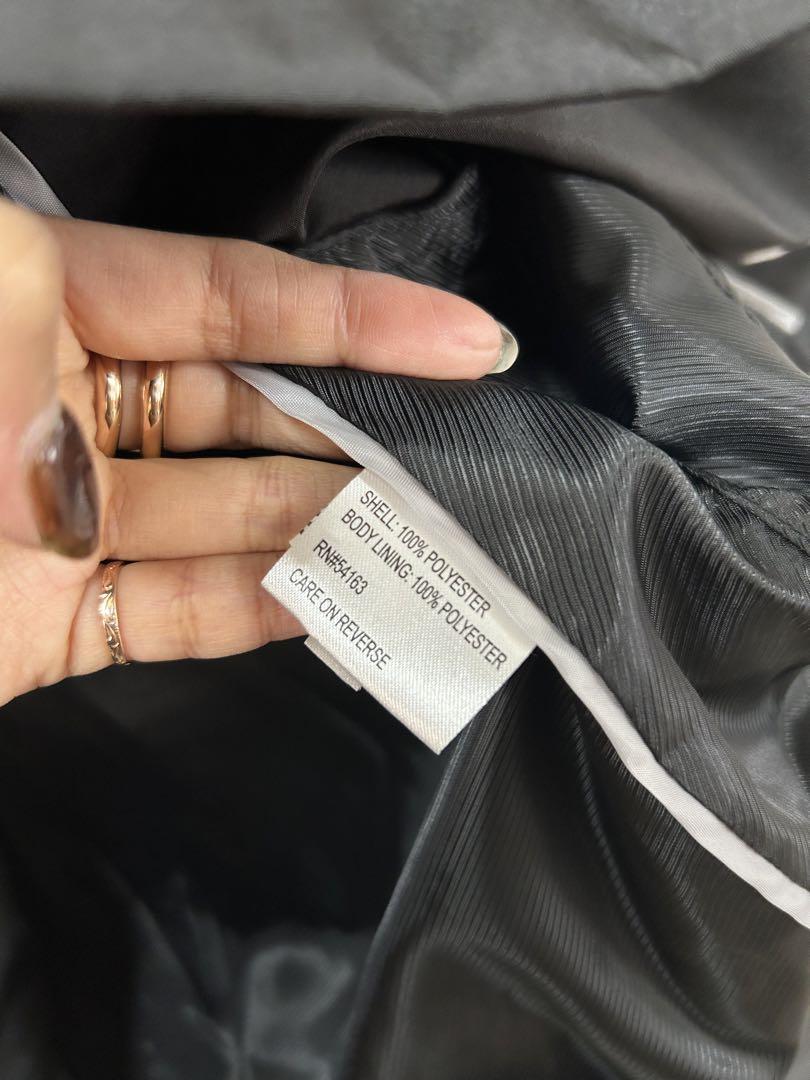 SHELL: 100% POLYESTER
BODY LINING: 100% POLYESTER
RN#54163
CARE ON REVERSE